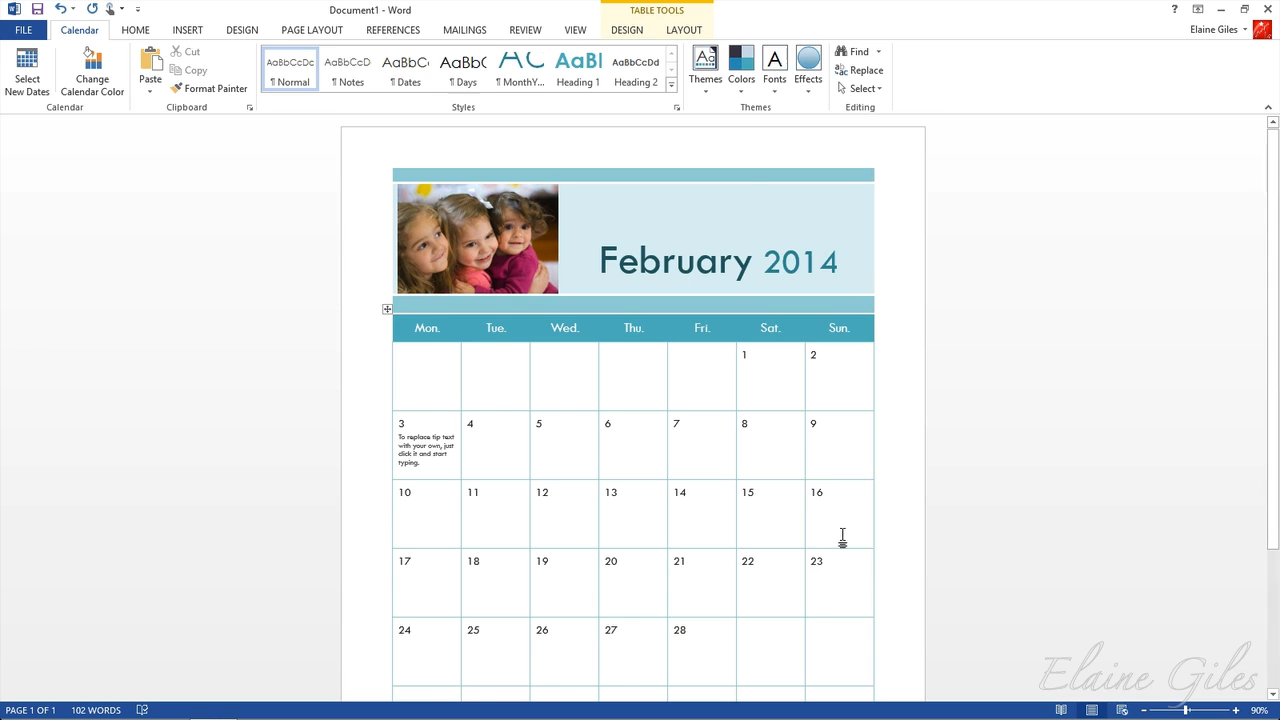 Document1 - Word
TABLE TOOLS
?
FILE Calendar HOME INSERT DESIGN PAGE LAYOUT REFERENCES MAILINGS REVIEW VIEW DESIGN LAYOUT Elaine Giles
Select New Dates
Change Calendar Color
Calendar
Paste
Cut
Copy
Format Painter
Clipboard
AaBbCcDc ¶ Normal
AaBbCcD ¶ Notes
AaBbCc ¶ Dates
AaBbC ¶ Days
AC ¶ MonthY...
AaBl Heading 1
AaBbCcDd Heading 2
Styles
Themes
Colors
Fonts
Effects
Themes
Find
Replace
Select
Editing
February 2014
Mon. Tue. Wed. Thu. Fri. Sat. Sun.
1 2
3 4 5 6 7 8 9
To replace tip text
with your own, just
click it and start
typing.
10 11 12 13 14 15 16
17 18 19 20 21 22 23
24 25 26 27 28
Elaine Giles
PAGE 1 OF 1 102 WORDS 90%